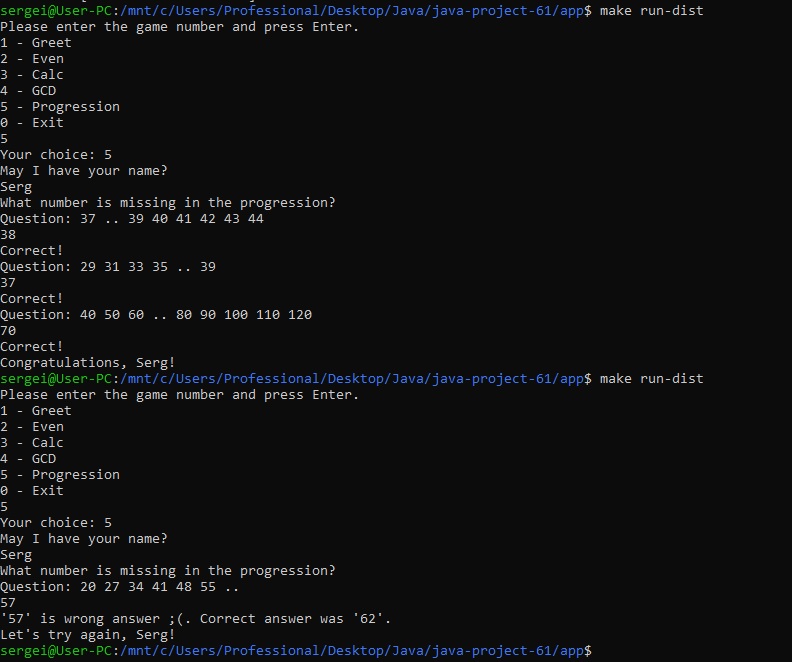 sergei@User-PC:/mnt/c/Users/Professional/Desktop/Java/java-project-61/app$ make run-dist
Please enter the game number and press Enter.
1 - Greet
2 - Even
3 - Calc
4 - GCD
5 - Progression
0 - Exit
5
Your choice: 5
May I have your name?
Serg
What number is missing in the progression?
Question: 37 .. 39 40 41 42 43 44
38
Correct!
Question: 29 31 33 35 .. 39
37
Correct!
Question: 40 50 60 .. 80 90 100 110 120
70
Correct!
Congratulations, Serg!
sergei@User-PC:/mnt/c/Users/Professional/Desktop/Java/java-project-61/app$ make run-dist
Please enter the game number and press Enter.
1 - Greet
2 - Even
3 - Calc
4 - GCD
5 - Progression
0 - Exit
5
Your choice: 5
May I have your name?
Serg
What number is missing in the progression?
Question: 20 27 34 41 48 55 ..
57
'57' is wrong answer ;(. Correct answer was '62'.
Let's try again, Serg!
sergei@User-PC:/mnt/c/Users/Professional/Desktop/Java/java-project-61/app$